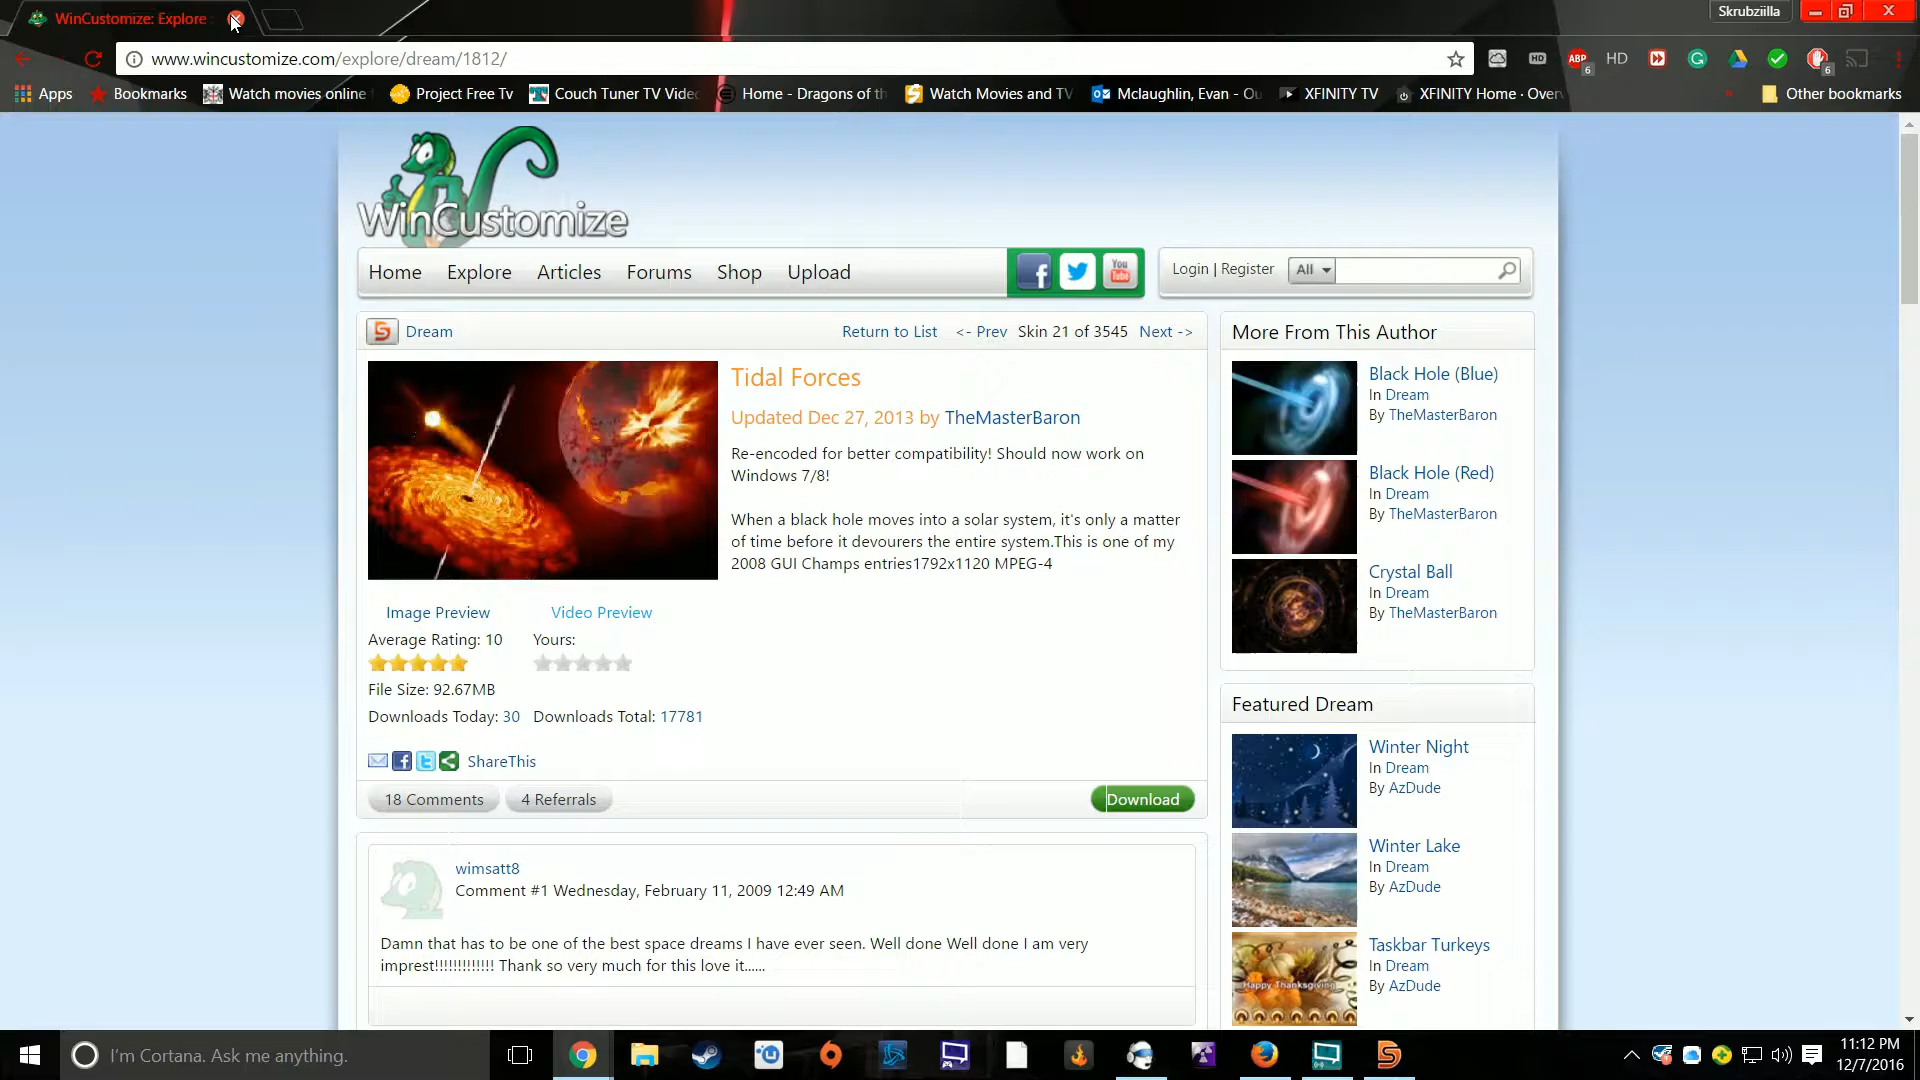 WinCustomize: Explore
Skrubziilla
www.wincustomize.com/explore/dream/1812/
HD
ABP
6
HD
6
Apps
Bookmarks
Watch movies online
Project Free Tv
Couch Tuner TV Vide
Home - Dragons of th
Watch Movies and TV
Mclaughlin, Evan - Ou
XFINITY TV
XFINITY Home · Over
Other bookmarks
WinCustomize
Home Explore Articles Forums Shop Upload
You Tube
Login | Register
All
Dream
Return to List <- Prev Skin 21 of 3545 Next ->
Tidal Forces
Updated Dec 27, 2013 by TheMasterBaron
Re-encoded for better compatibility! Should now work on
Windows 7/8!
When a black hole moves into a solar system, it's only a matter
of time before it devourers the entire system.This is one of my
2008 GUI Champs entries1792x1120 MPEG-4
Image Preview Video Preview
Average Rating: 10 Yours:
File Size: 92.67MB
Downloads Today: 30 Downloads Total: 17781
ShareThis
18 Comments 4 Referrals
Download
wimsatt8
Comment #1 Wednesday, February 11, 2009 12:49 AM
Damn that has to be one of the best space dreams I have ever seen. Well done Well done I am very
imprest!!!!!!!!!!!!! Thank so very much for this love it......
More From This Author
Black Hole (Blue)
In Dream
By TheMasterBaron
Black Hole (Red)
In Dream
By TheMasterBaron
Crystal Ball
In Dream
By TheMasterBaron
Featured Dream
Winter Night
In Dream
By AzDude
Winter Lake
In Dream
By AzDude
Taskbar Turkeys
In Dream
By AzDude
Happy Thanksgiving
I'm Cortana. Ask me anything.
11:12 PM
12/7/2016